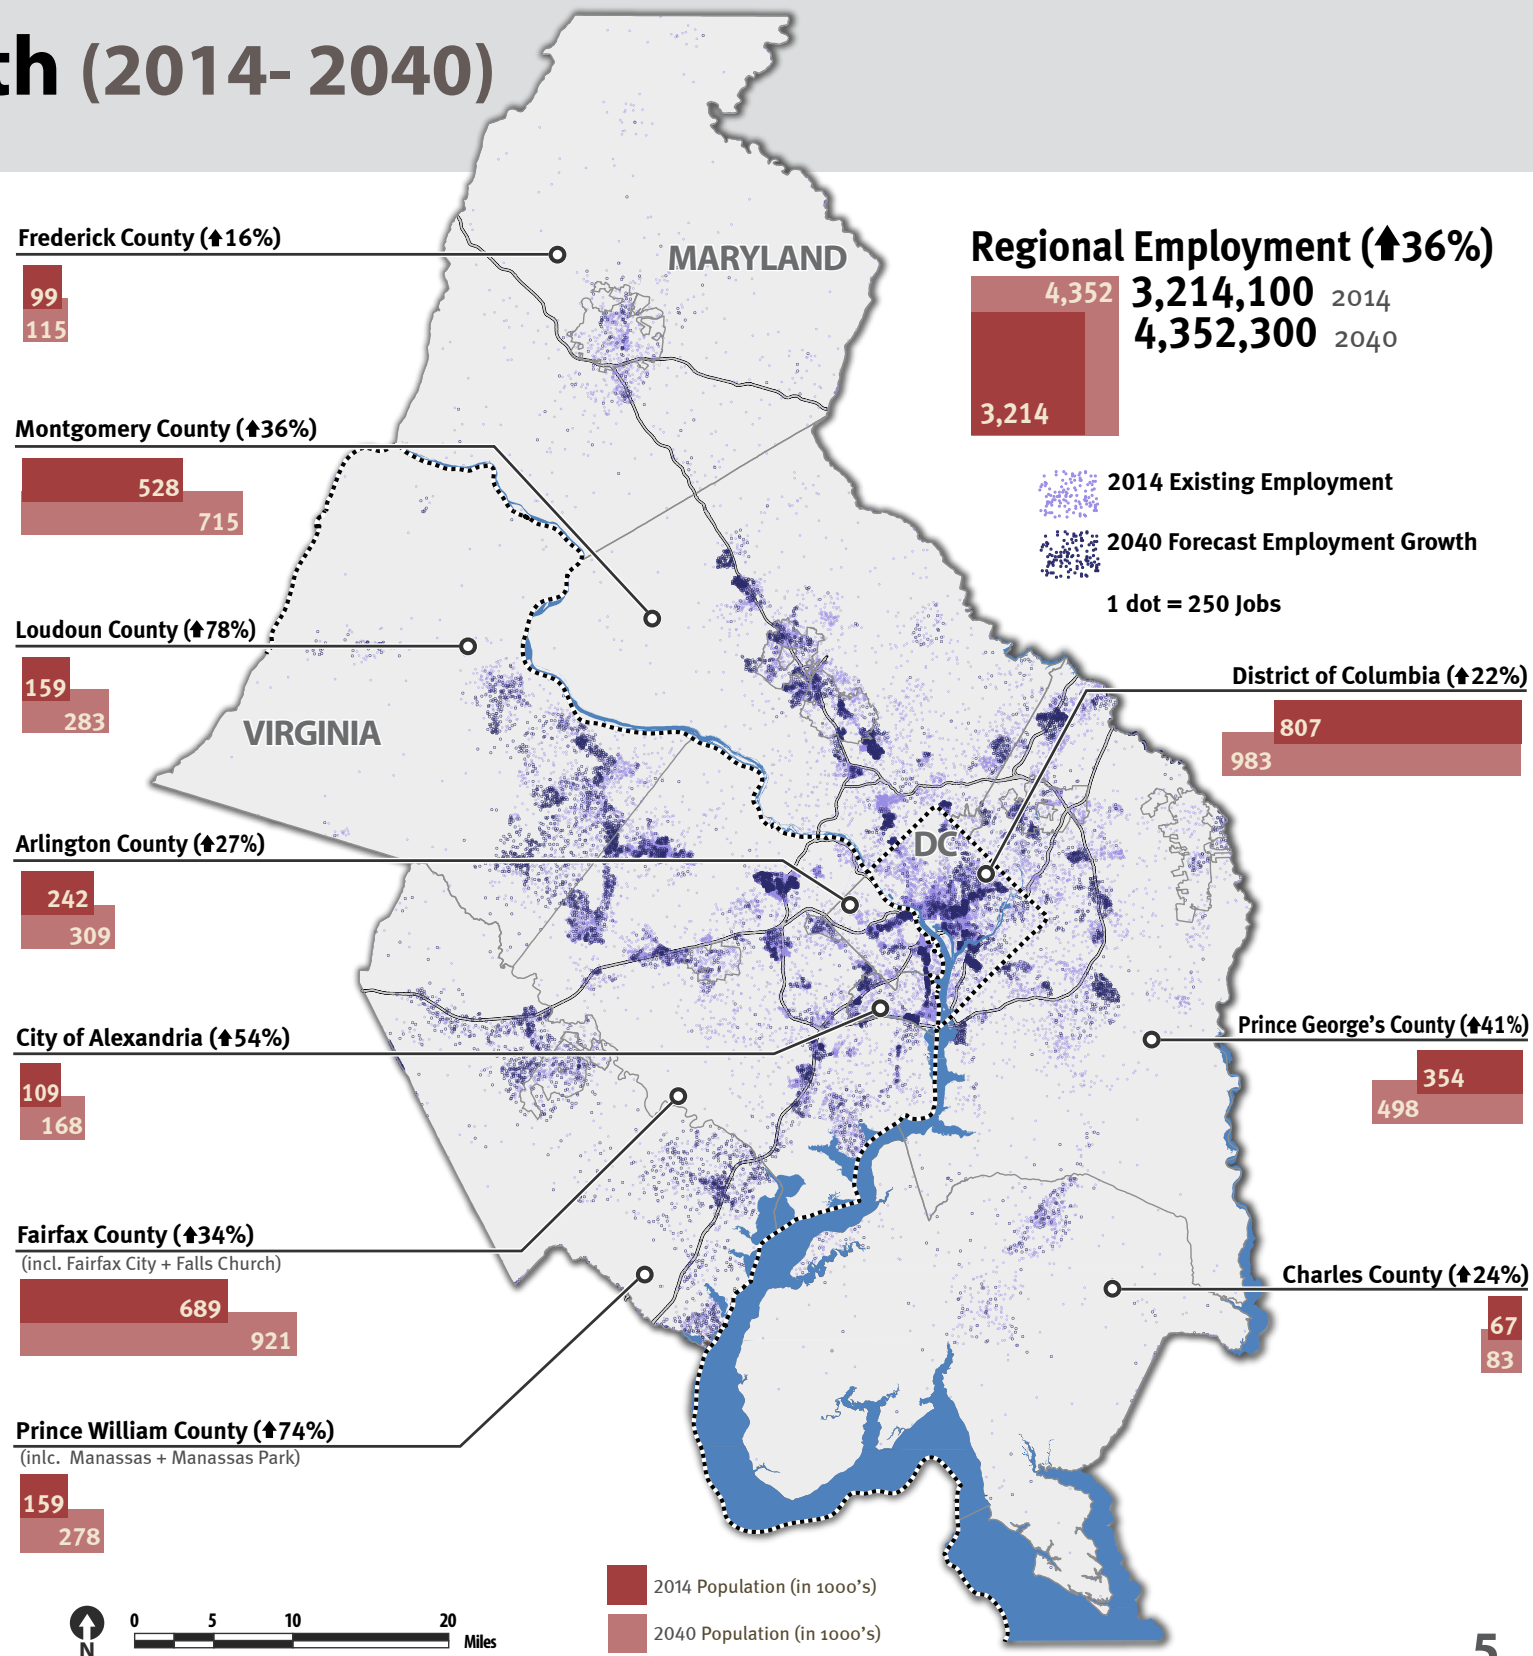 th (2014- 2040)
Frederick County (⬆16%)
99
115
MARYLAND
Regional Employment (⬆36%)
4,352
3,214
3,214,100 2014
4,352,300 2040
2014 Existing Employment
2040 Forecast Employment Growth
1 dot = 250 Jobs
Montgomery County (⬆36%)
528
715
Loudoun County (⬆78%)
159
283
VIRGINIA
District of Columbia (⬆22%)
807
983
DC
Arlington County (⬆27%)
242
309
City of Alexandria (⬆54%)
109
168
Prince George's County (⬆41%)
354
498
Fairfax County (⬆34%)
(incl. Fairfax City + Falls Church)
689
921
Charles County (⬆24%)
67
83
Prince William County (⬆74%)
(inlc. Manassas + Manassas Park)
159
278
2014 Population (in 1000's)
2040 Population (in 1000's)
N
0 5 10 20
Miles
5